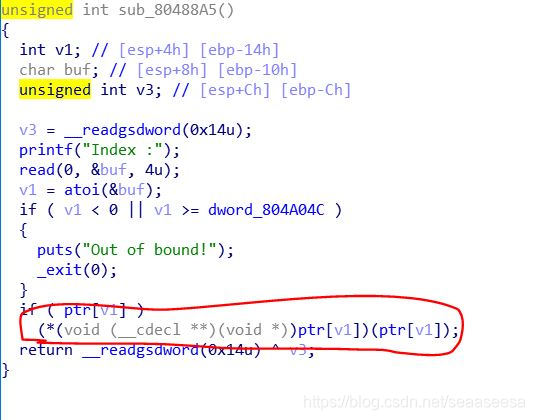 unsigned int sub_80488A5()
{
  int v1; // [esp+4h] [ebp-14h]
  char buf; // [esp+8h] [ebp-10h]
  unsigned int v3; // [esp+Ch] [ebp-Ch]

  v3 = __readgsdword(0x14u);
  printf("Index :");
  read(0, &buf, 4u);
  v1 = atoi(&buf);
  if ( v1 < 0 || v1 >= dword_804A04C )
  {
    puts("Out of bound!");
    _exit(0);
  }
  if ( ptr[v1] )
    (*(void (__cdecl **)(void *))ptr[v1])(ptr[v1]);
  return __readgsdword(0x14u) ^ v3;
}
https://blog.csdn.net/seaaseesa